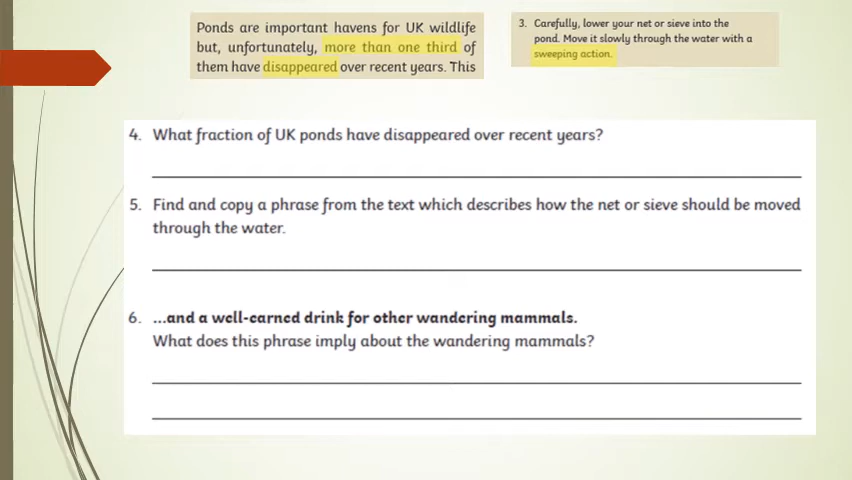 Ponds are important havens for UK wildlife
but, unfortunately, more than one third of
them have disappeared over recent years. This
3. Carefully, lower your net or sieve into the
pond. Move it slowly through the water with a
sweeping action.
4. What fraction of UK ponds have disappeared over recent years?
5. Find and copy a phrase from the text which describes how the net or sieve should be moved
through the water.
6. ...and a well-earned drink for other wandering mammals.
What does this phrase imply about the wandering mammals?